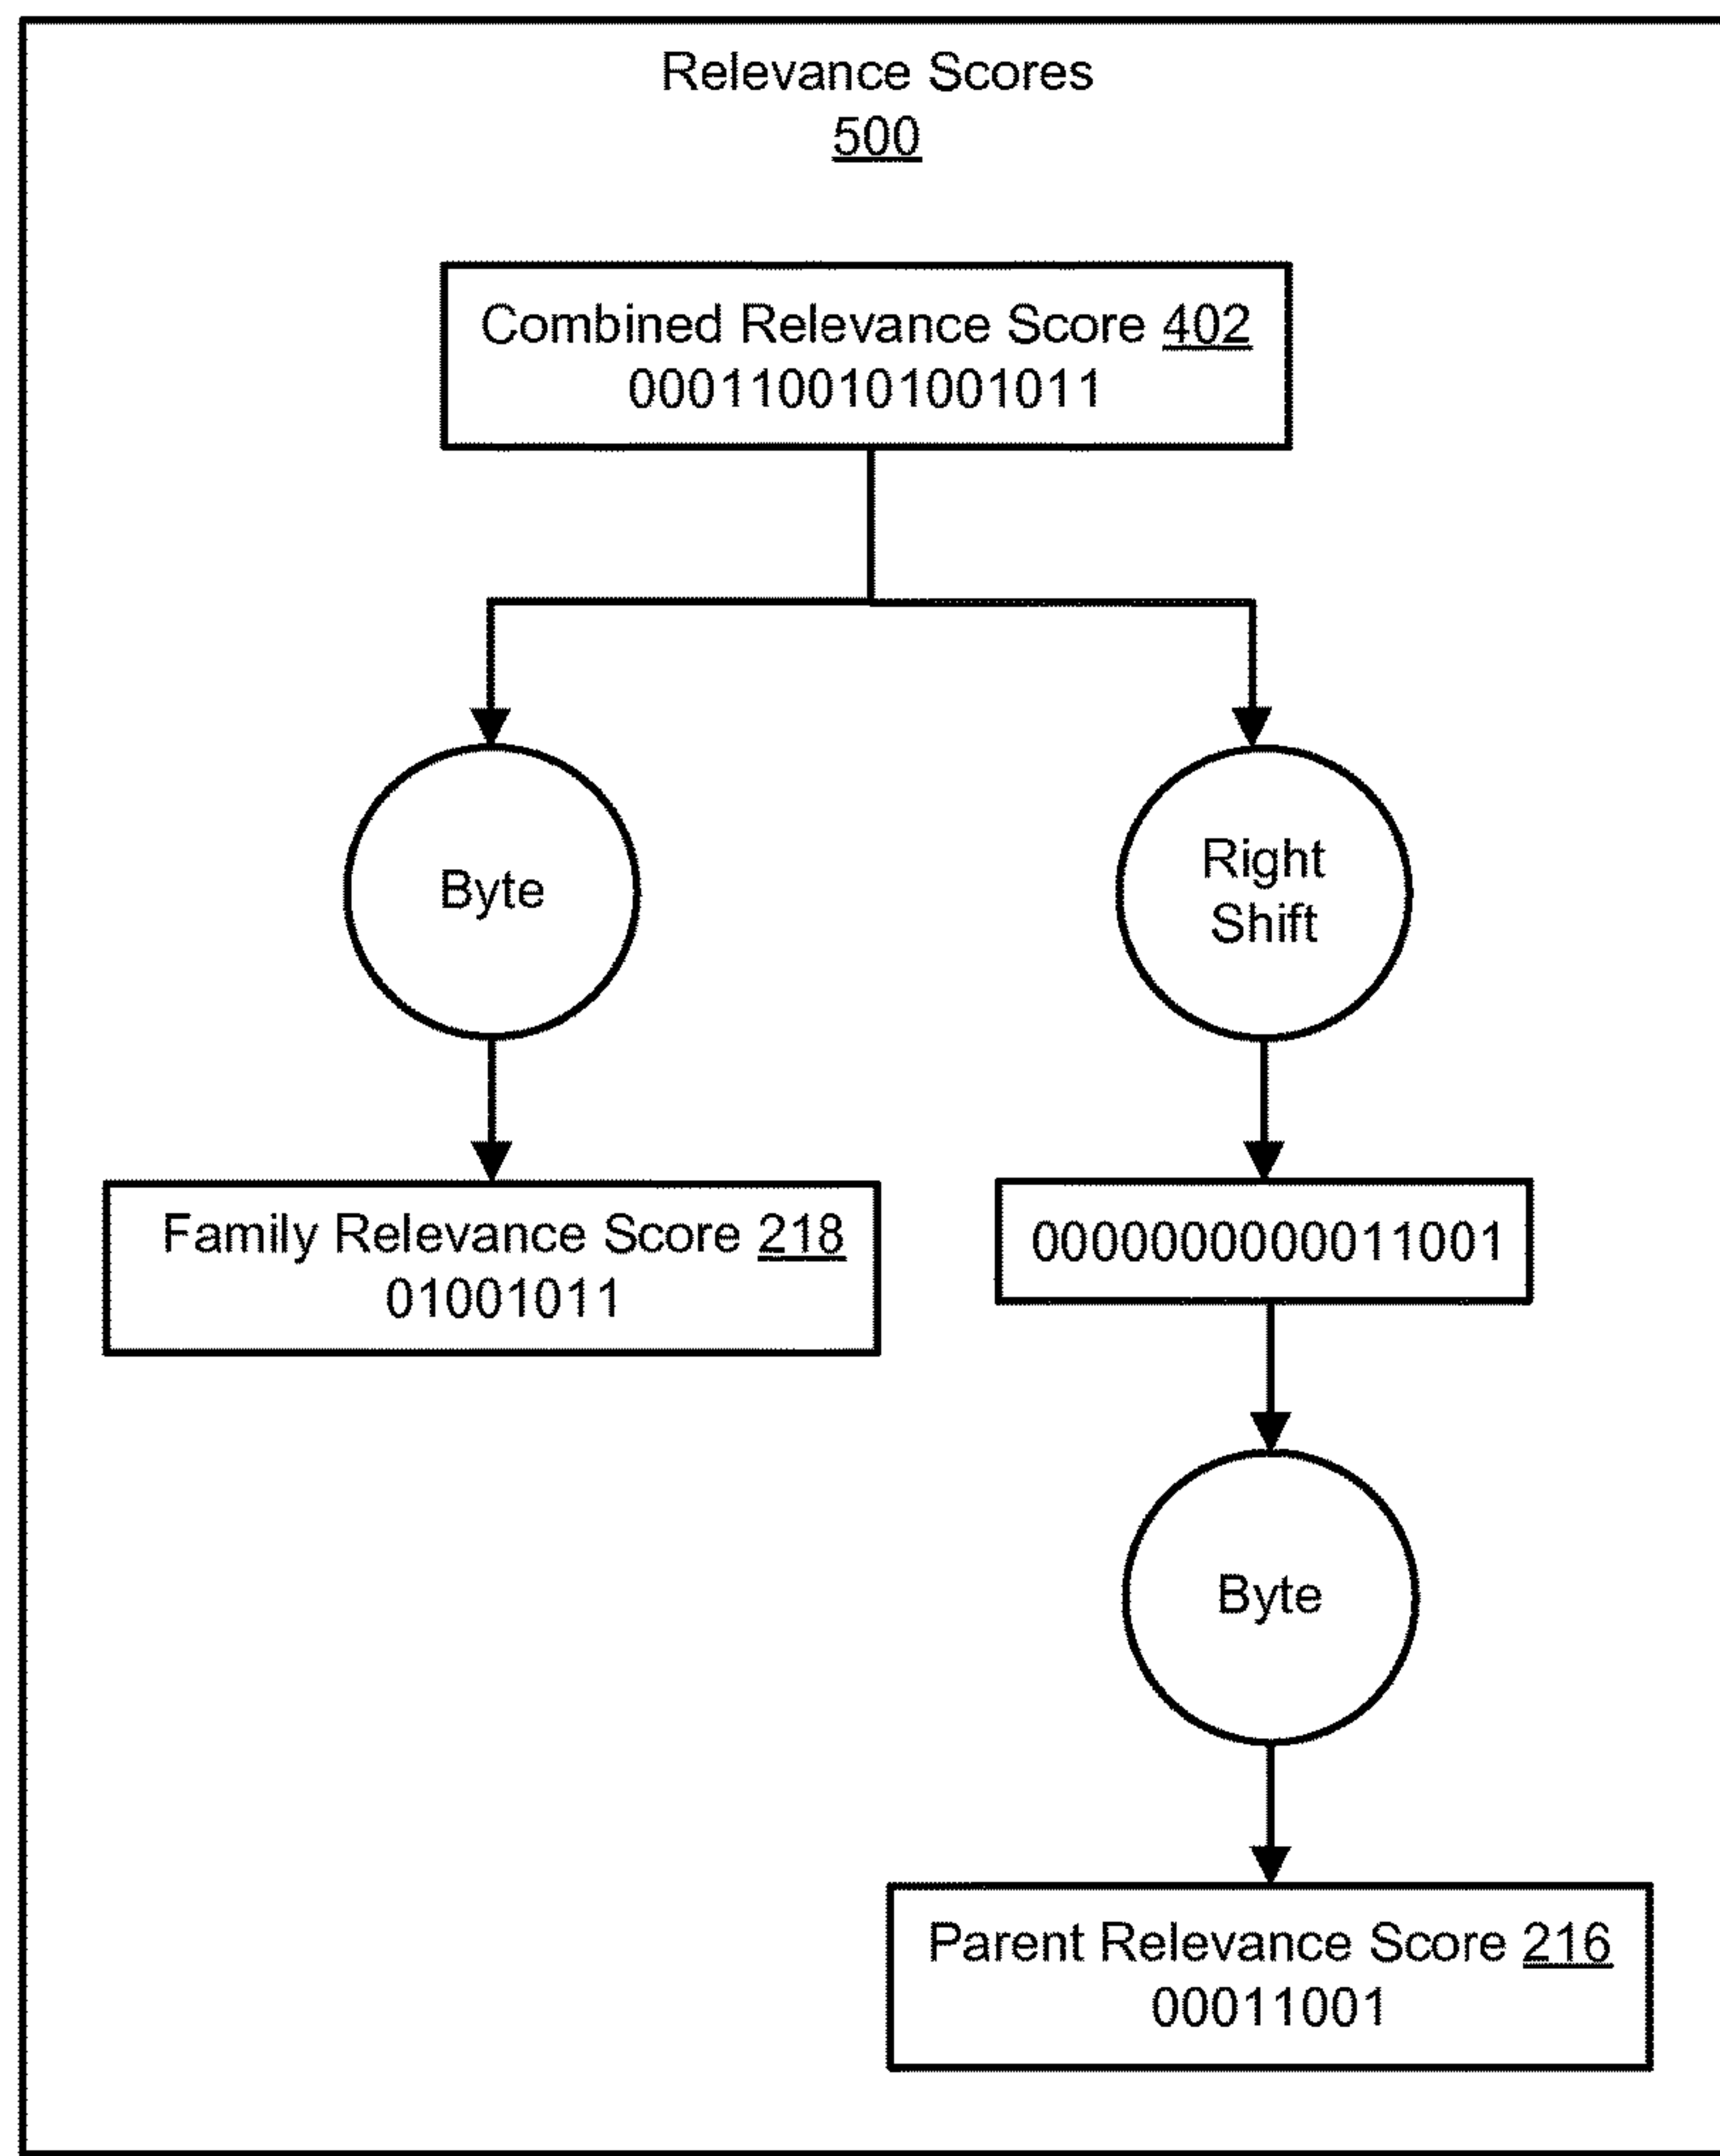 Relevance Scores
500
Combined Relevance Score 402
0001100101001011
Byte
Right
Shift
Family Relevance Score 218
01001011
0000000000011001
Byte
Parent Relevance Score 216
00011001